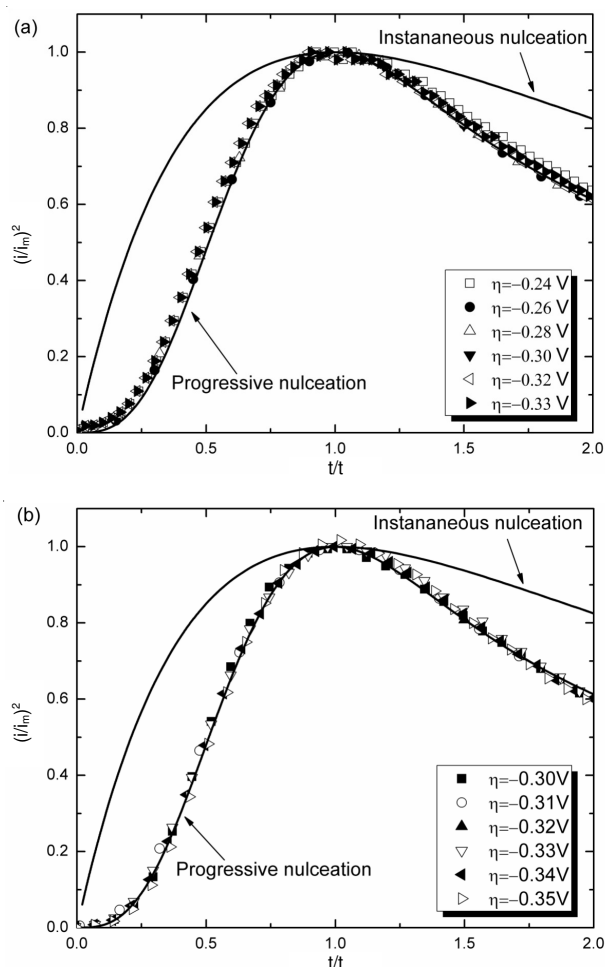 (a)
Instananeous nulceation
1.0
0.8
0.6
0.4
0.2
0.0
(i/iₘ)²
Progressive nulceation
η=−0.24 V
η=−0.26 V
η=−0.28 V
η=−0.30 V
η=−0.32 V
η=−0.33 V
0.0 0.5 1.0 1.5 2.0
t/t
(b)
Instananeous nulceation
1.0
0.8
0.6
0.4
0.2
0.0
(i/iₘ)²
Progressive nulceation
η=−0.30V
η=−0.31V
η=−0.32V
η=−0.33V
η=−0.34V
η=−0.35V
0.0 0.5 1.0 1.5 2.0
t/t